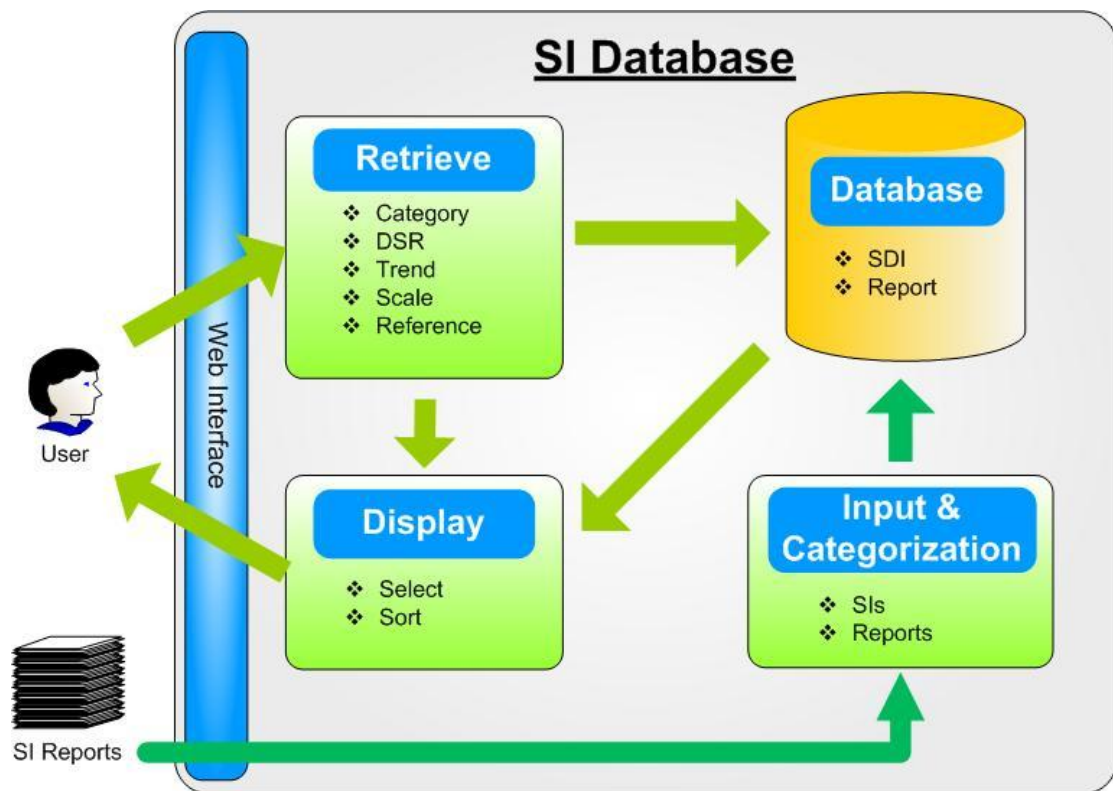 SI Database
Retrieve
❖ Category
❖ DSR
❖ Trend
❖ Scale
❖ Reference
Database
❖ SDI
❖ Report
Web Interface
User
Display
❖ Select
❖ Sort
Input &
Categorization
❖ SIs
❖ Reports
SI Reports